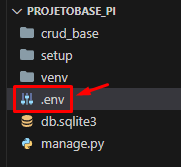 PROJETOBASE_PI
crud_base
setup
venv
.env
db.sqlite3
manage.py